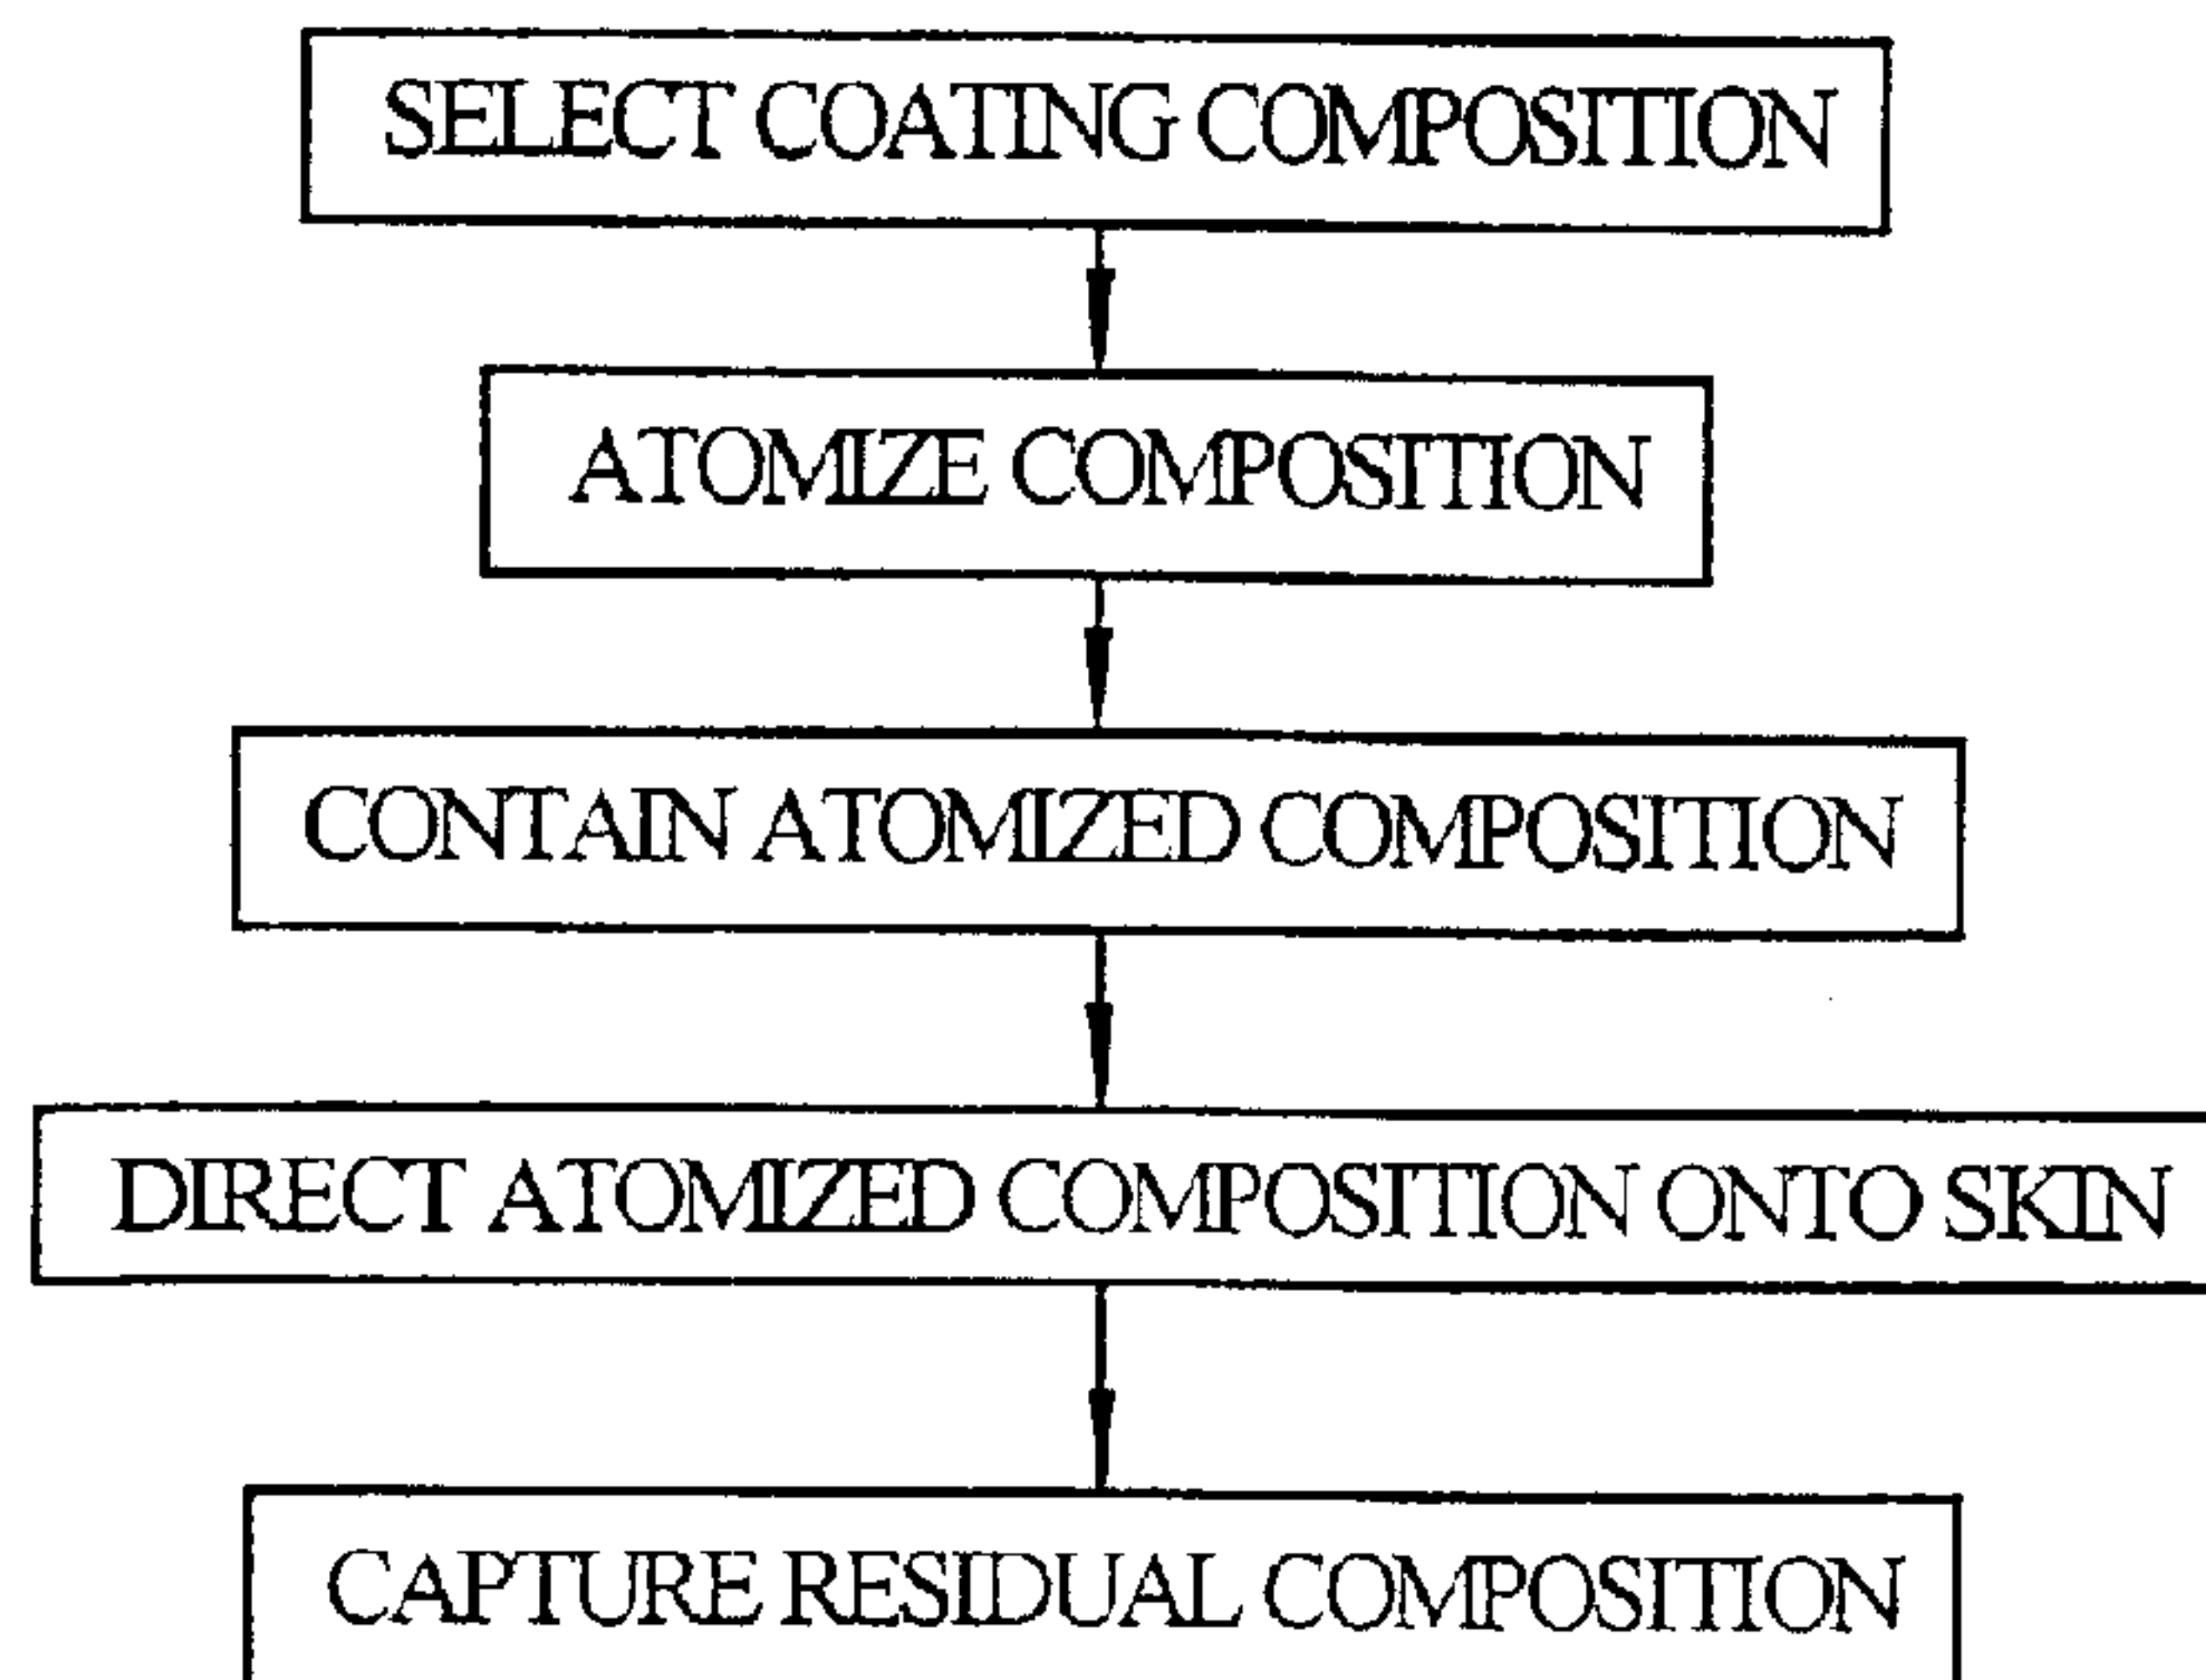 SELECT COATING COMPOSITION
ATOMIZE COMPOSITION
CONTAIN ATOMIZED COMPOSITION
DIRECT ATOMIZED COMPOSITION ONTO SKIN
CAPTURE RESIDUAL COMPOSITION